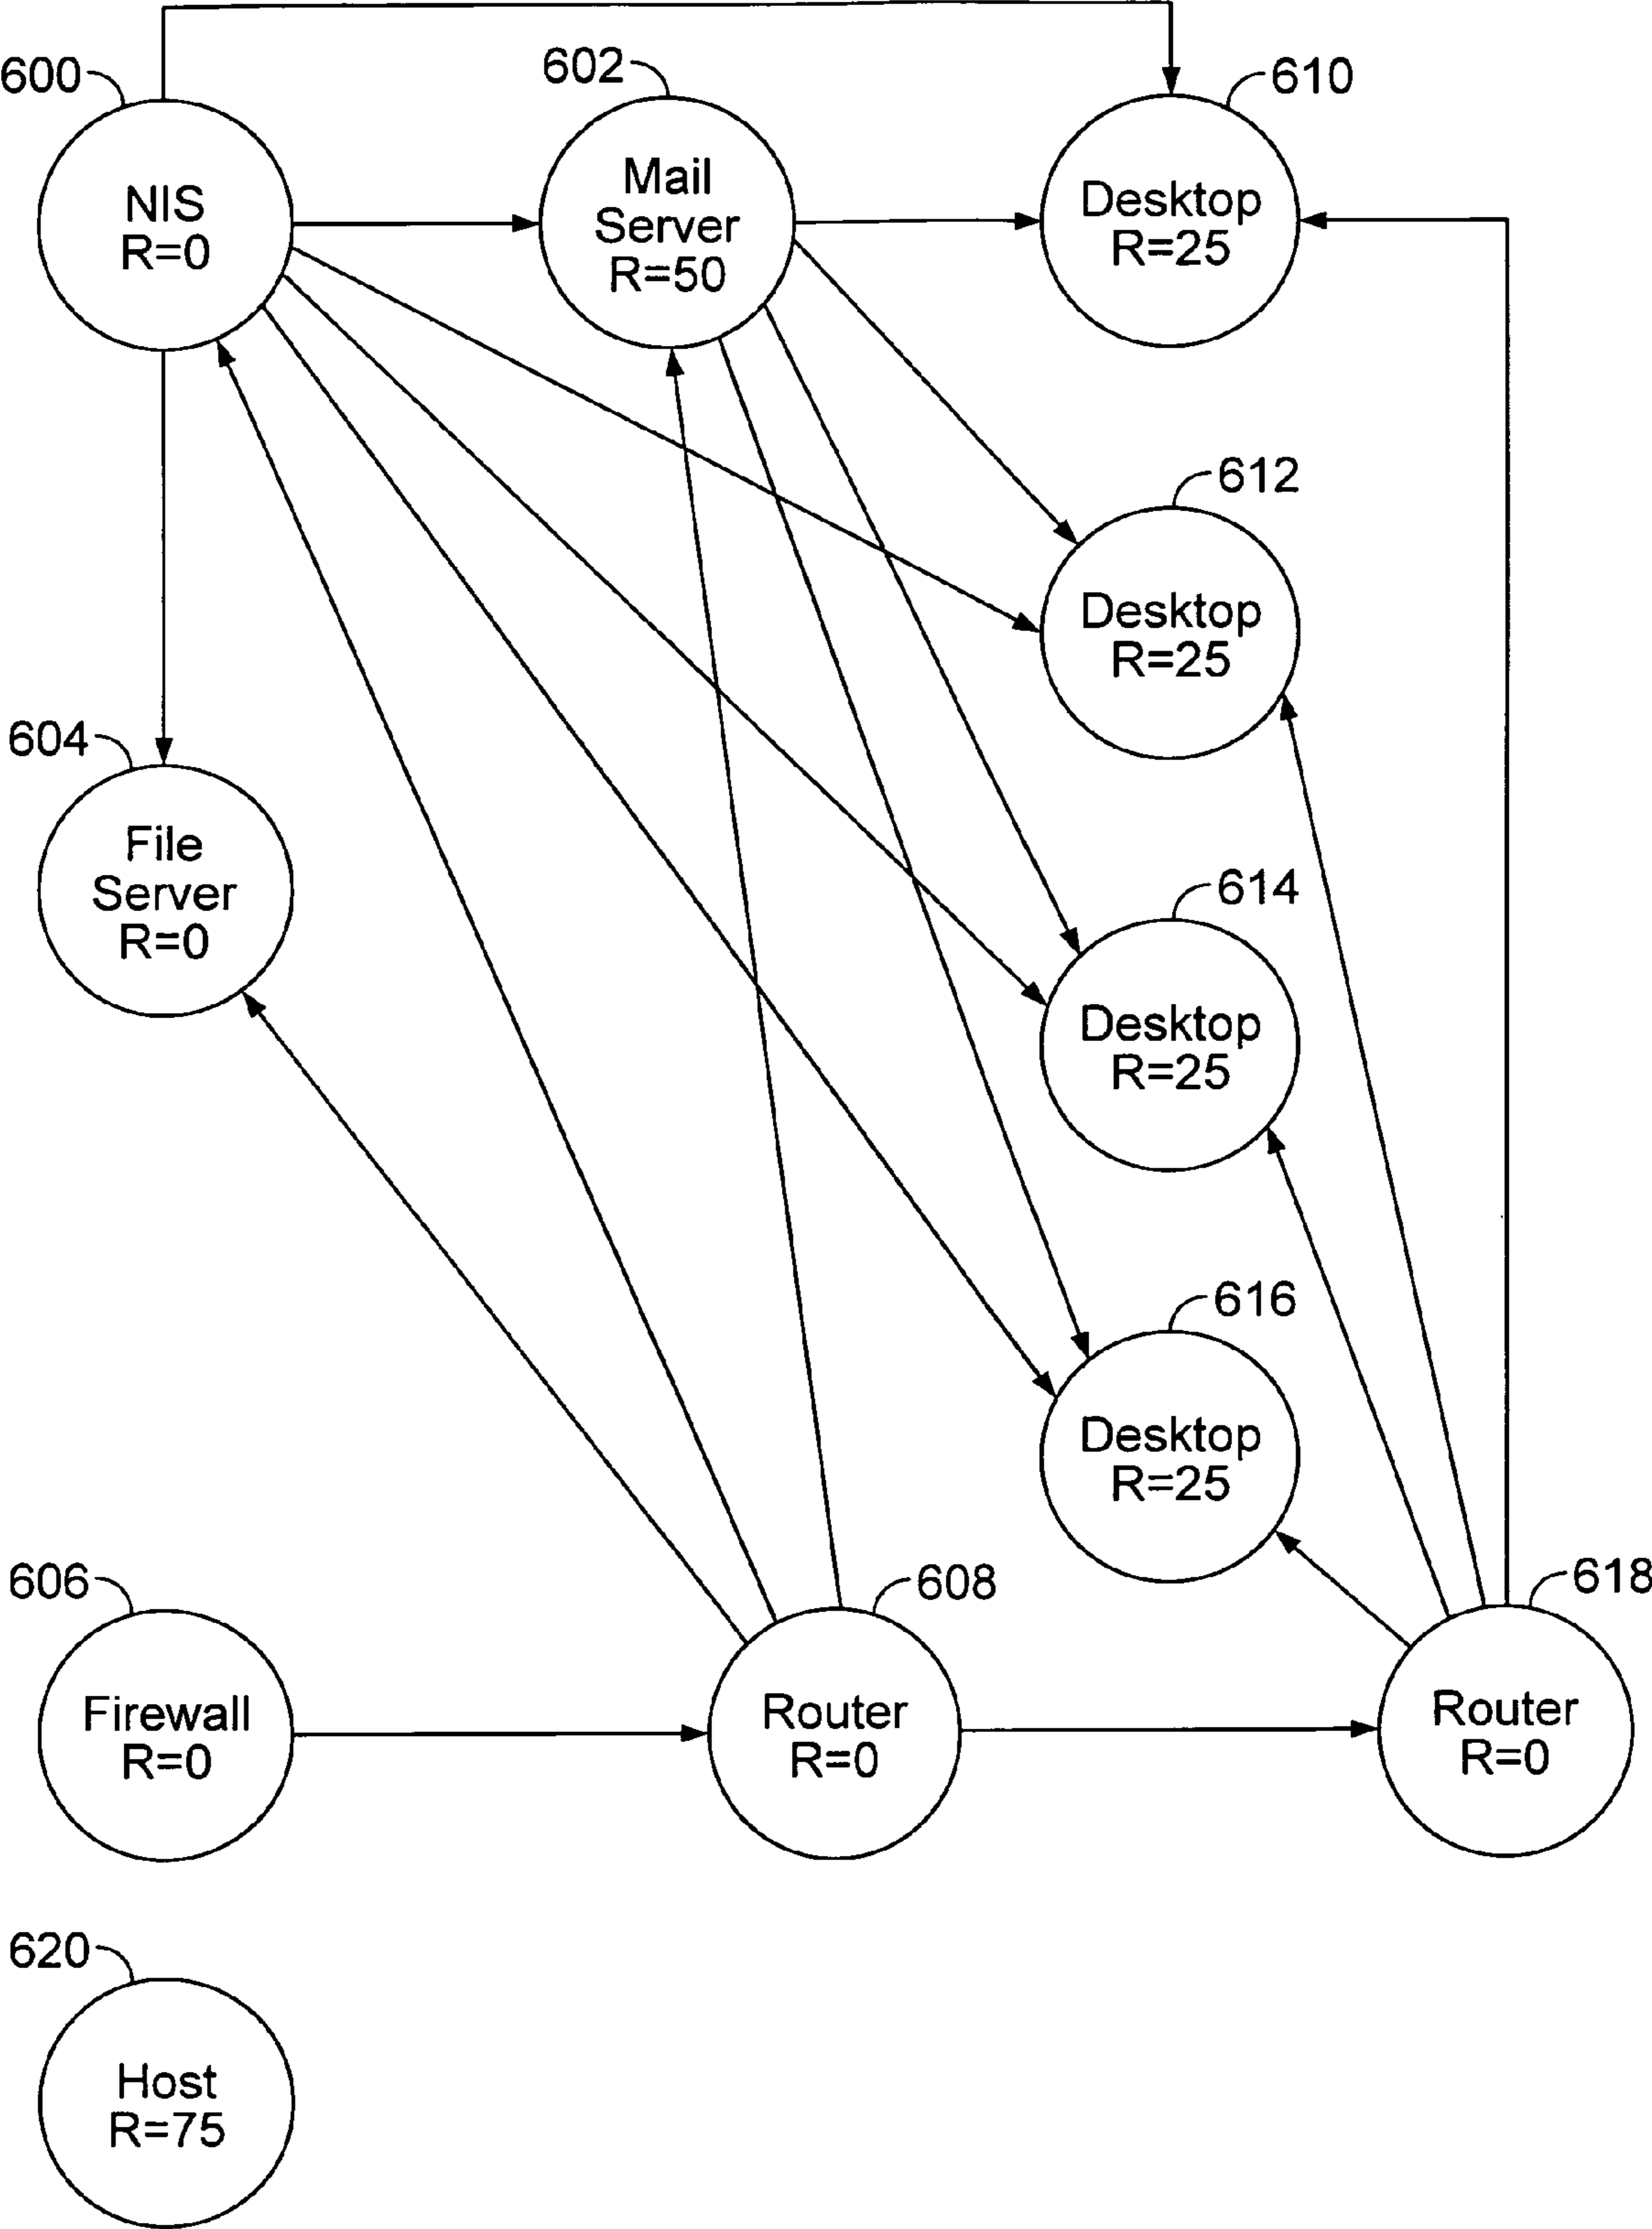 600
602
610
NIS
R=0
Mail
Server
R=50
Desktop
R=25
612
Desktop
R=25
604
File
Server
R=0
614
Desktop
R=25
616
Desktop
R=25
606
608
618
Firewall
R=0
Router
R=0
Router
R=0
620
Host
R=75